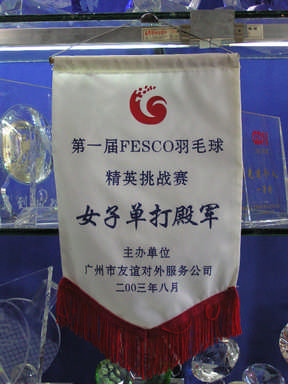 第一届FESCO羽毛球
精英挑战赛
女子单打殿军
主办单位
广州市友谊对外服务公司
二00三年八月